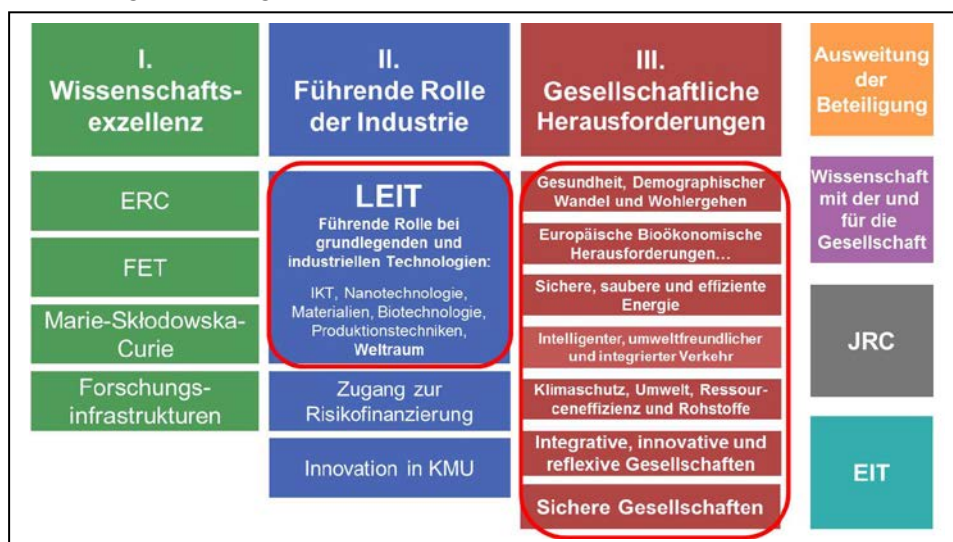 I.
Wissenschafts-
exzellenz
ERC
FET
Marie-Skłodowska-
Curie
Forschungs-
infrastrukturen
II.
Führende Rolle
der Industrie
LEIT
Führende Rolle bei
grundlegenden und
industriellen Technologien:
IKT, Nanotechnologie,
Materialien, Biotechnologie,
Produktionstechniken,
Weltraum
Zugang zur
Risikofinanzierung
Innovation in KMU
III.
Gesellschaftliche
Herausforderungen
Gesundheit, Demographischer
Wandel und Wohlergehen
Europäische Bioökonomische
Herausforderungen...
Sichere, saubere und effiziente
Energie
Intelligenter, umweltfreundlicher
und integrierter Verkehr
Klimaschutz, Umwelt, Ressour-
ceneffizienz und Rohstoffe
Integrative, innovative und
reflexive Gesellschaften
Sichere Gesellschaften
Ausweitung
der
Beteiligung
Wissenschaft
mit der und
für die
Gesellschaft
JRC
EIT